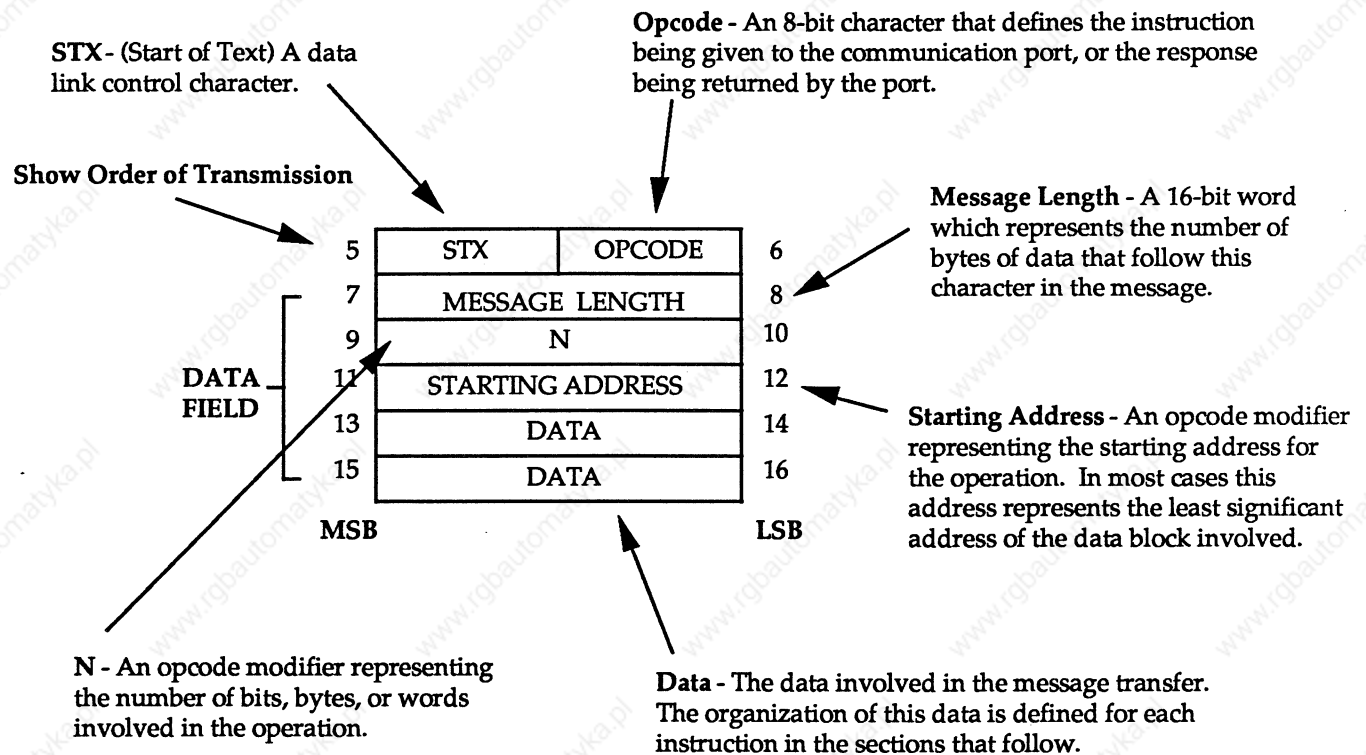 STX - (Start of Text) A data
link control character.
Opcode - An 8-bit character that defines the instruction
being given to the communication port, or the response
being returned by the port.
Show Order of Transmission
Message Length - A 16-bit word
which represents the number of
bytes of data that follow this
character in the message.
5 STX OPCODE 6
7 MESSAGE LENGTH 8
9 N 10
11 STARTING ADDRESS 12
13 DATA 14
15 DATA 16
DATA
FIELD
MSB LSB
Starting Address - An opcode modifier
representing the starting address for
the operation. In most cases this
address represents the least significant
address of the data block involved.
N - An opcode modifier representing
the number of bits, bytes, or words
involved in the operation.
Data - The data involved in the message transfer.
The organization of this data is defined for each
instruction in the sections that follow.
www.rgbautomatyka.pl